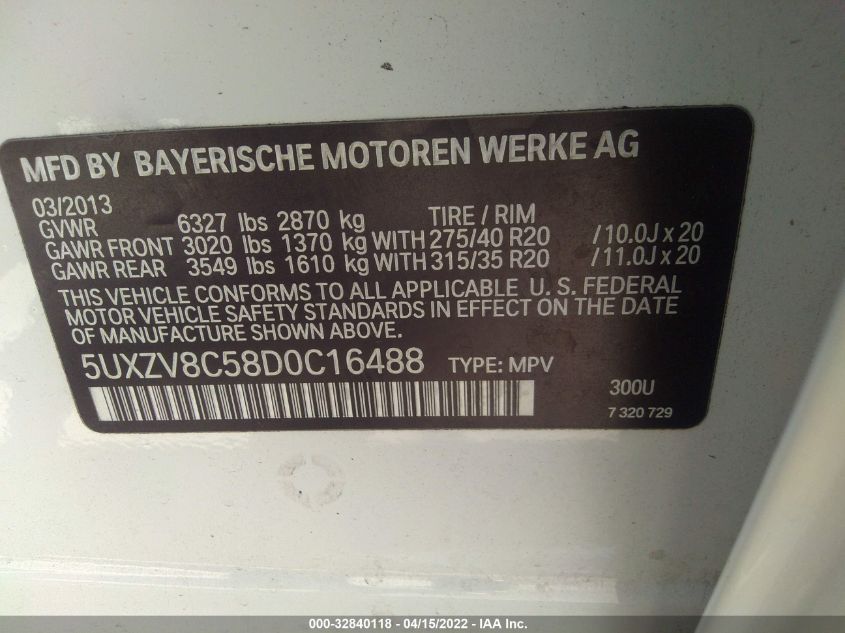 MFD BY BAYERISCHE MOTOREN WERKE AG
03/2013
GVWR 6327 lbs 2870 kg TIRE / RIM
GAWR FRONT 3020 lbs 1370 kg WITH 275/40 R20 /10.0J x 20
GAWR REAR 3549 lbs 1610 kg WITH 315/35 R20 /11.0J x 20
THIS VEHICLE CONFORMS TO ALL APPLICABLE U. S. FEDERAL
MOTOR VEHICLE SAFETY STANDARDS IN EFFECT ON THE DATE
OF MANUFACTURE SHOWN ABOVE.
5UXZV8C58D0C16488 TYPE: MPV
300U
7 320 729
000-32840118 - 04/15/2022 - IAA Inc.